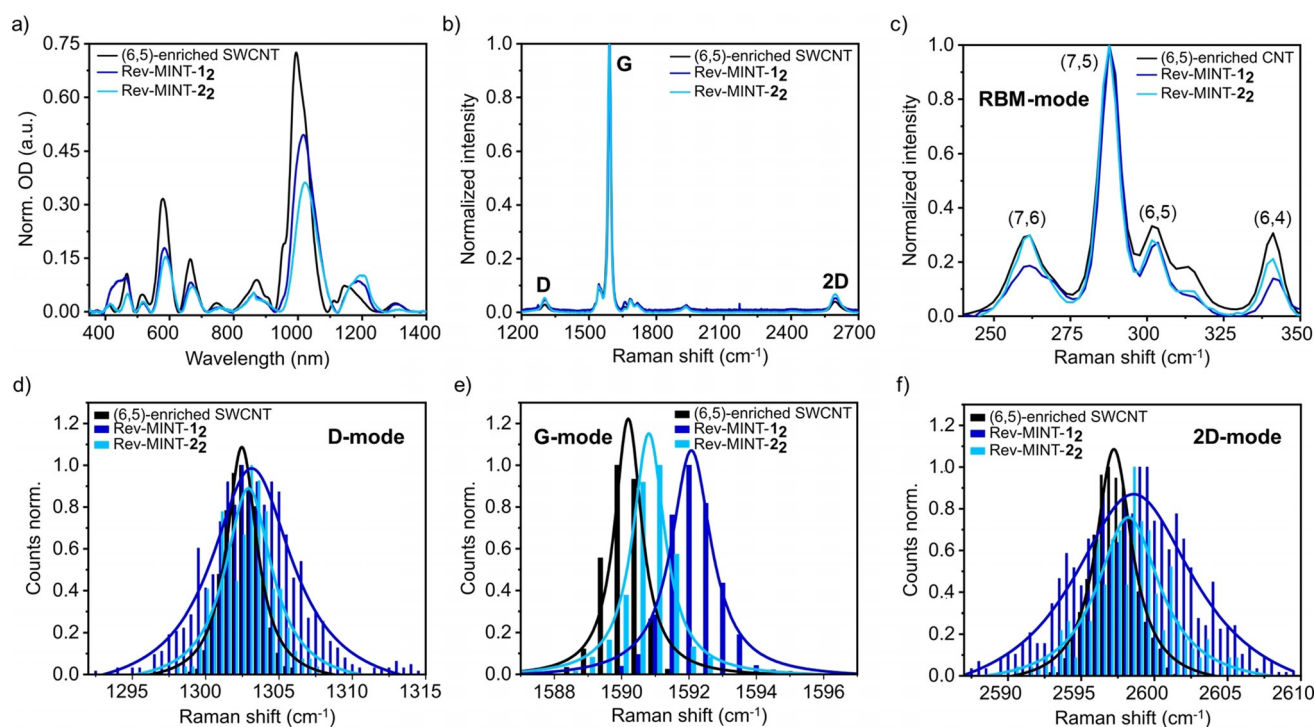 a)
(6,5)-enriched SWCNT
Rev-MINT-1₂
Rev-MINT-2₂
Norm. OD (a.u.)
0.75
0.60
0.45
0.30
0.15
0.00
400 600 800 1000 1200 1400
Wavelength (nm)
b)
(6,5)-enriched SWCNT
Rev-MINT-1₂
Rev-MINT-2₂
G
D
2D
Normalized intensity
1.0
0.8
0.6
0.4
0.2
0.0
1200 1500 1800 2100 2400 2700
Raman shift (cm⁻¹)
c)
(6,5)-enriched CNT
Rev-MINT-1₂
Rev-MINT-2₂
(7,5)
RBM-mode
(7,6)
(6,5)
(6,4)
Normalized intensity
1.0
0.8
0.6
0.4
0.2
0.0
250 275 300 325 350
Raman shift (cm⁻¹)
d)
(6,5)-enriched SWCNT
Rev-MINT-1₂
Rev-MINT-2₂
D-mode
Counts norm.
1.2
1.0
0.8
0.6
0.4
0.2
0.0
1295 1300 1305 1310 1315
Raman shift (cm⁻¹)
e)
(6,5)-enriched SWCNT
Rev-MINT-1₂
Rev-MINT-2₂
G-mode
Counts norm.
1.2
1.0
0.8
0.6
0.4
0.2
0.0
1588 1590 1592 1594 1596
Raman shift (cm⁻¹)
f)
(6,5)-enriched SWCNT
Rev-MINT-1₂
Rev-MINT-2₂
2D-mode
Counts norm.
1.2
1.0
0.8
0.6
0.4
0.2
0.0
2590 2595 2600 2605 2610
Raman shift (cm⁻¹)